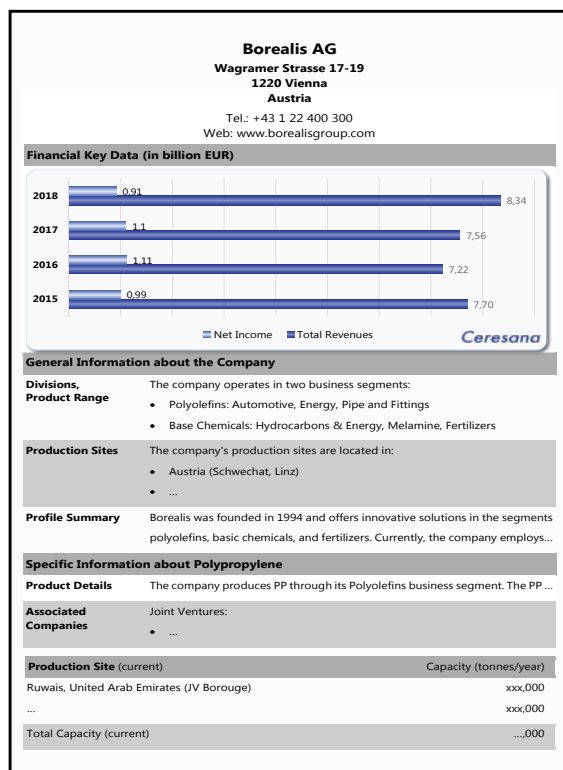 Borealis AG
Wagramer Strasse 17-19
1220 Vienna
Austria
Tel.: +43 1 22 400 300
Web: www.borealisgroup.com
Financial Key Data (in billion EUR)
2018
0,91
8,34
2017
1.1
7,56
2016
1.11
7,22
2015
0,99
7,70
Net Income Total Revenues
Ceresana
General Information about the Company
Divisions, Product Range
The company operates in two business segments:
• Polyolefins: Automotive, Energy, Pipe and Fittings
• Base Chemicals: Hydrocarbons & Energy, Melamine, Fertilizers
Production Sites
The company's production sites are located in:
• Austria (Schwechat, Linz)
• ...
Profile Summary
Borealis was founded in 1994 and offers innovative solutions in the segments
polyolefins, basic chemicals, and fertilizers. Currently, the company employs...
Specific Information about Polypropylene
Product Details
The company produces PP through its Polyolefins business segment. The PP ...
Associated Companies
Joint Ventures:
• ...
Production Site (current) Capacity (tonnes/year)
Ruwais, United Arab Emirates (JV Borouge) xxx,000
... xxx,000
Total Capacity (current) ...,000